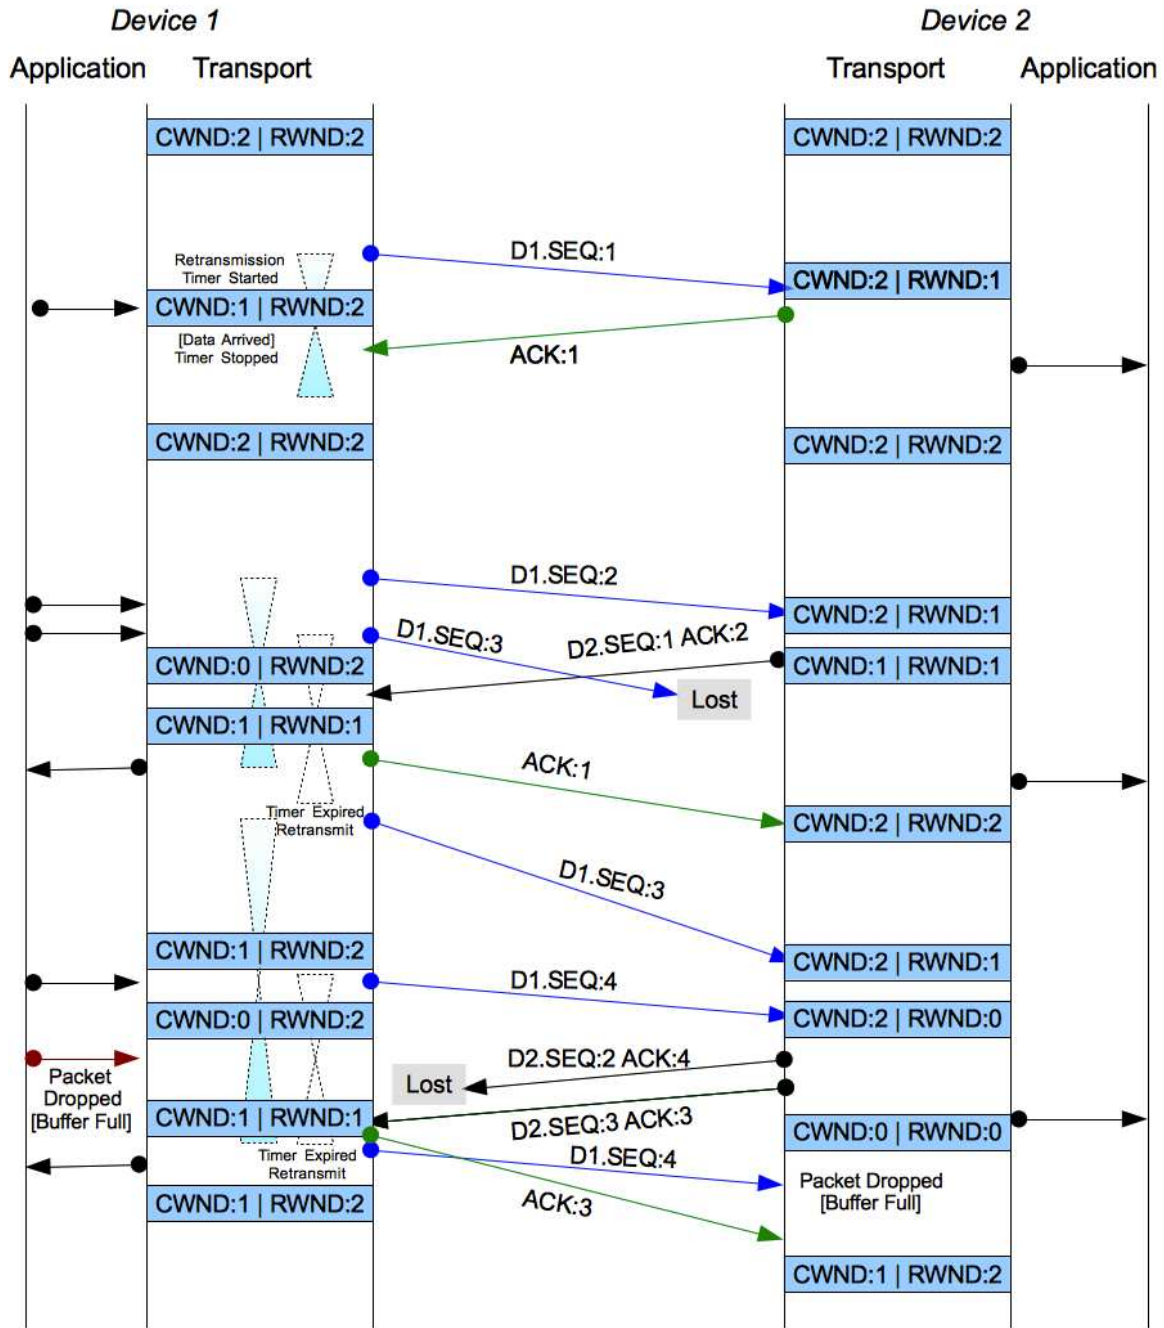 Device 1
Device 2
Application
Transport
Transport
Application
CWND:2 | RWND:2
CWND:2 | RWND:2
D1.SEQ:1
Retransmission
Timer Started
CWND:2 | RWND:1
CWND:1 | RWND:2
[Data Arrived]
Timer Stopped
ACK:1
CWND:2 | RWND:2
CWND:2 | RWND:2
D1.SEQ:2
CWND:2 | RWND:1
D1.SEQ:3
D2.SEQ:1 ACK:2
CWND:0 | RWND:2
CWND:1 | RWND:1
Lost
CWND:1 | RWND:1
ACK:1
Timer Expired
Retransmit
CWND:2 | RWND:2
D1.SEQ:3
CWND:1 | RWND:2
CWND:2 | RWND:1
D1.SEQ:4
CWND:0 | RWND:2
CWND:2 | RWND:0
D2.SEQ:2 ACK:4
Lost
Packet
Dropped
[Buffer Full]
CWND:1 | RWND:1
D2.SEQ:3 ACK:3
CWND:0 | RWND:0
Timer Expired
Retransmit
D1.SEQ:4
Packet Dropped
[Buffer Full]
CWND:1 | RWND:2
ACK:3
CWND:1 | RWND:2